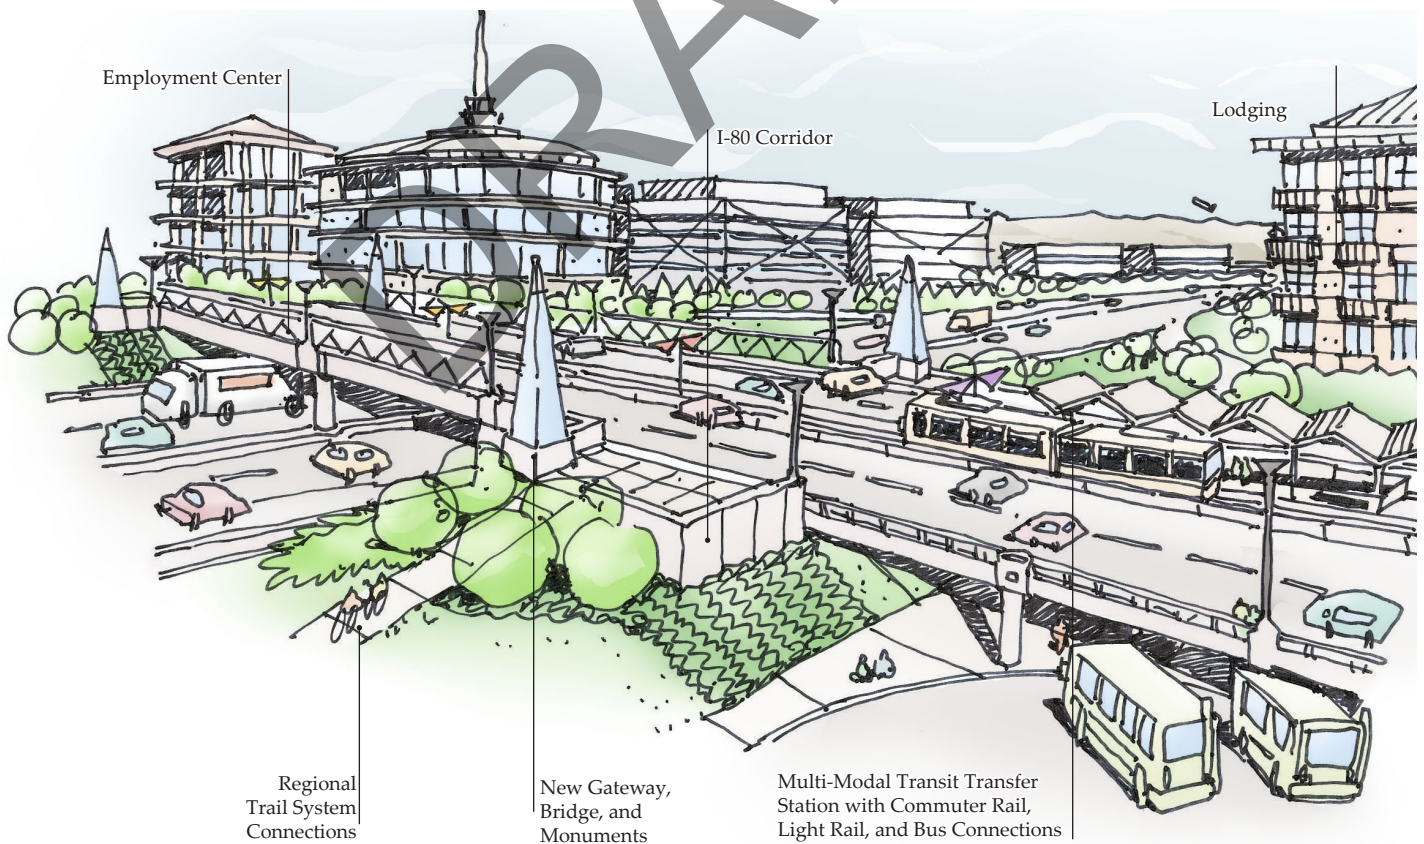 Employment Center
I-80 Corridor
Lodging
DRA
Regional
Trail System
Connections
New Gateway,
Bridge, and
Monuments
Multi-Modal Transit Transfer
Station with Commuter Rail,
Light Rail, and Bus Connections